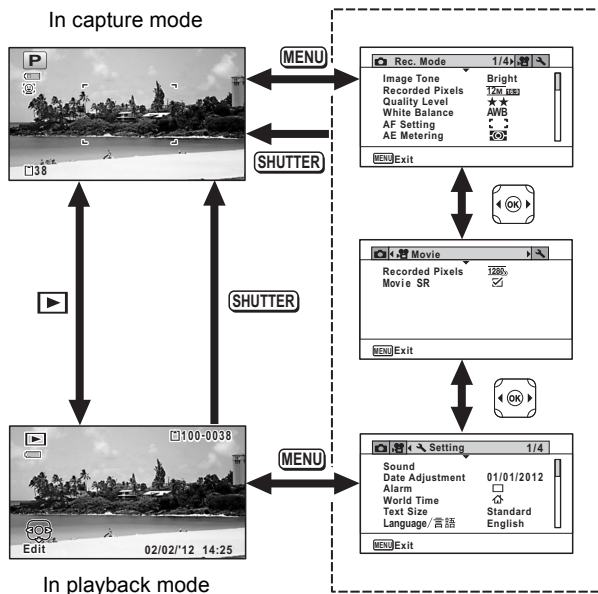 In capture mode
P
38
MENU
SHUTTER
SHUTTER
100-0038
Edit 02/02/'12 14:25
MENU
In playback mode
Rec. Mode 1/4
Image Tone Bright
Recorded Pixels 12M 16:9
Quality Level ★★
White Balance AWB
AF Setting
AE Metering
MENU Exit
OK
Movie
Recorded Pixels 1280
Movie SR
MENU Exit
OK
Setting 1/4
Sound
Date Adjustment 01/01/2012
Alarm
World Time
Text Size Standard
Language/言語 English
MENU Exit